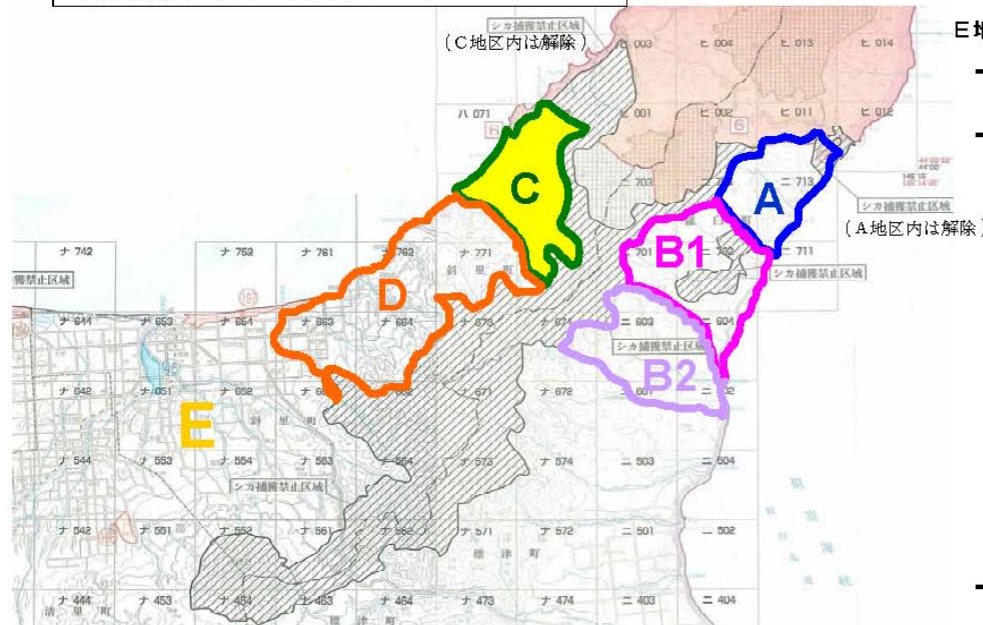 シカ捕獲禁止区域
(C地区内は解除)
E地
ヒ 003
ヒ 004
ヒ 013
ヒ 014
ハ 071
ヒ 001
ヒ 002
ヒ 011
ヒ 012
C
703
A
713
シカ捕獲禁止区域
(A地区内は解除)
ナ 742
ナ 752
ナ 761
ナ 762
ナ 771
斜里町
701
B1
702
711
シカ捕獲禁止区域
獲禁止区域
D
ナ 644
ナ 653
ナ 654
ナ 663
ナ 664
ナ 673
ナ 674
ニ 603
ニ 604
シカ捕獲禁止区域
B2
ナ 642
ナ 651
ナ 652
ナ 671
ナ 672
E
斜里町
ナ 544
ナ 553
ナ 554
ナ 563
ナ 573
ナ 574
ニ 503
ニ 504
シカ捕獲禁止区域
ナ 542
ナ 551
ナ 552
ナ 561
ナ 562
ナ 571
ナ 572
ニ 501
ニ 502
標津町
ナ 444
ナ 453
ナ 454
ナ 463
ナ 464
ナ 473
ナ 474
ニ 403
ニ 404
清里町
標津町